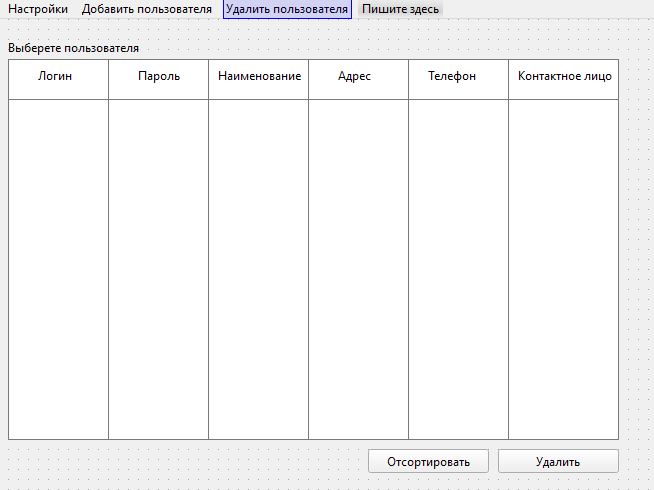 Настройки Добавить пользователя Удалить пользователя Пишите здесь
Выберете пользователя
Логин Пароль Наименование Адрес Телефон Контактное лицо
Отсортировать Удалить